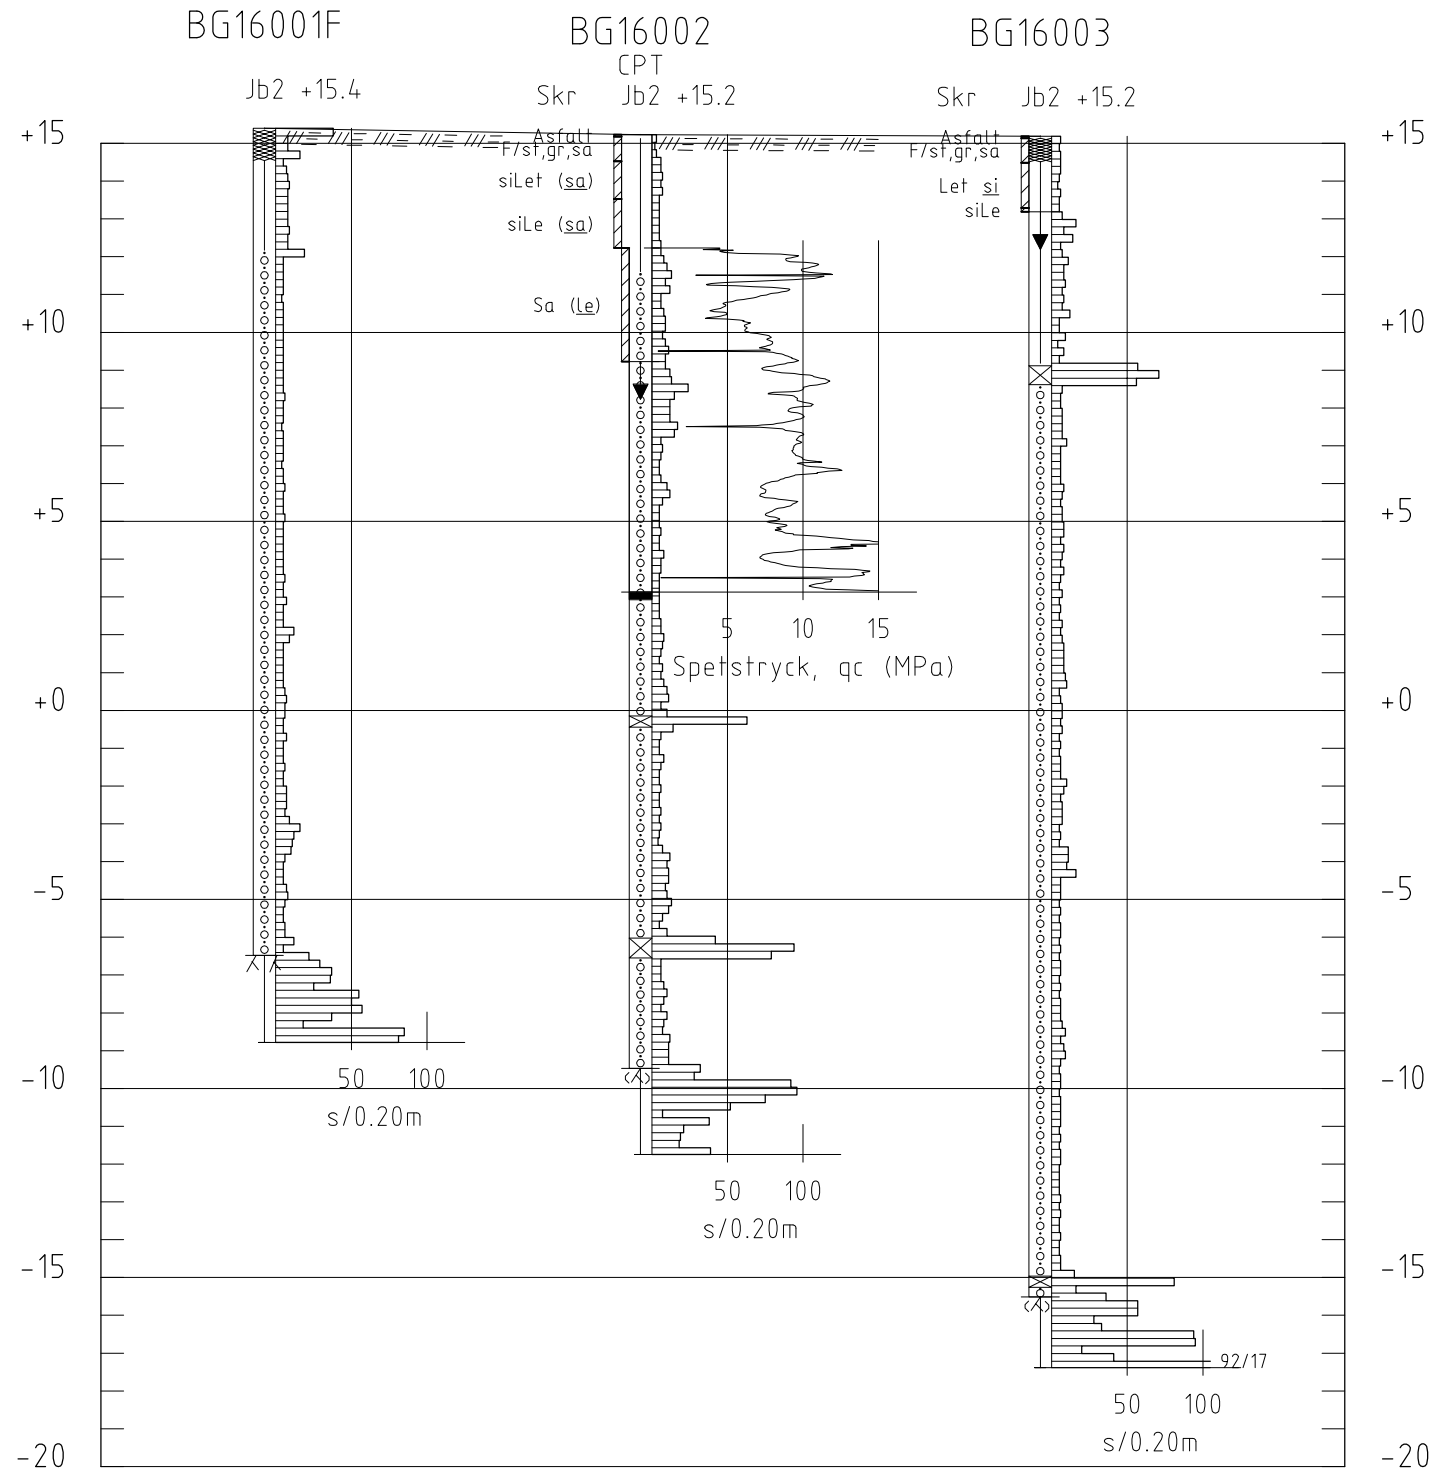 BG16001F BG16002 BG16003
CPT
Jb2 +15.4 Skr Jb2 +15.2 Skr Jb2 +15.2
+15 Asfalt Asfalt +15
F/st,gr,sa F/st,gr,sa
siLet (sa) Let si
siLe
siLe (sa)
Sa (le)
+10 +10
+5 +5
5 10 15
Spetstryck, qc (MPa)
+0 +0
-5 -5
-10 50 100 -10
s/0.20m
50 100
s/0.20m
-15 -15
92/17
50 100
s/0.20m
-20 -20